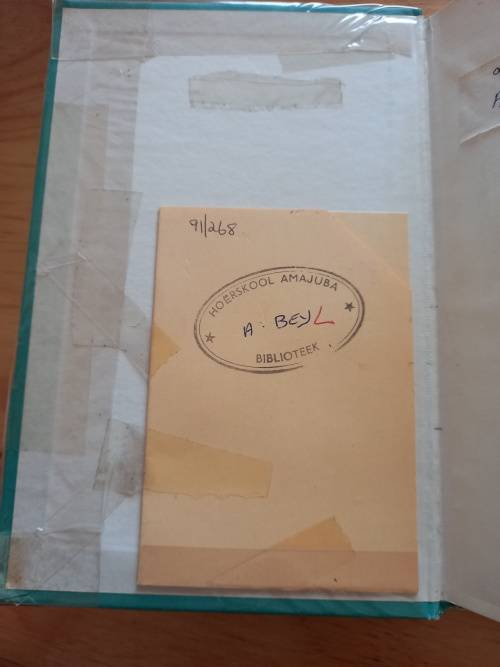 91/268
HOËRSKOOL AMAJUBA
A: BEYL
BIBLIOTEEK